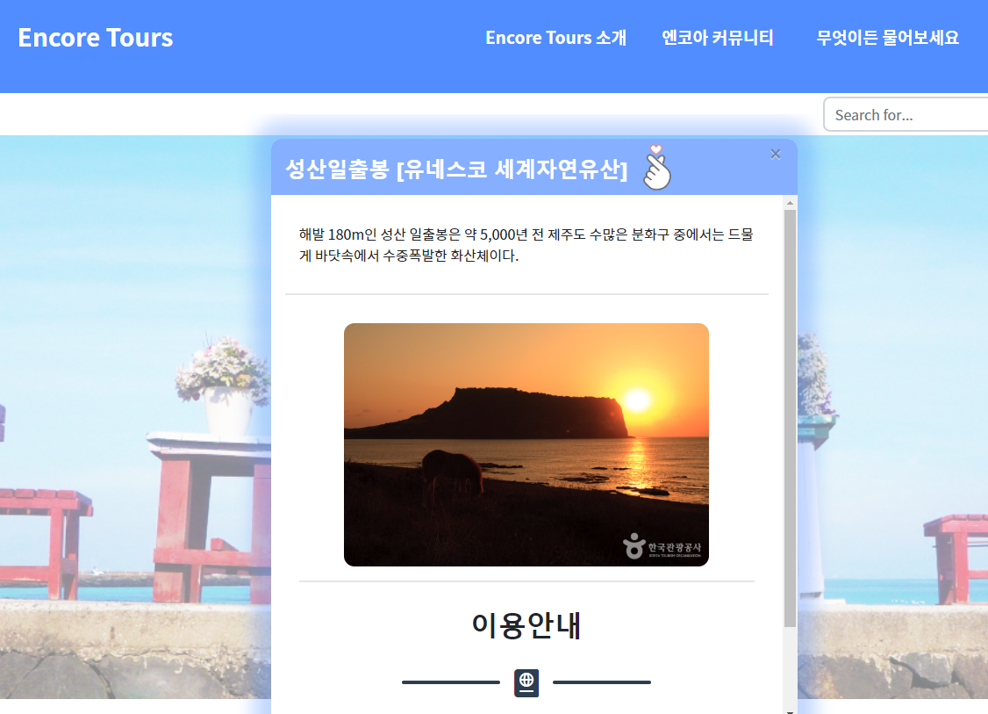 Encore Tours
Encore Tours 소개
엔코아 커뮤니티
무엇이든 물어보세요
Search for...
성산일출봉 [유네스코 세계자연유산]
해발 180m인 성산 일출봉은 약 5,000년 전 제주도 수많은 분화구 중에서는 드물
게 바닷속에서 수중폭발한 화산체이다.
한국관광공사
KOREA TOURISM ORGANIZATION
이용안내